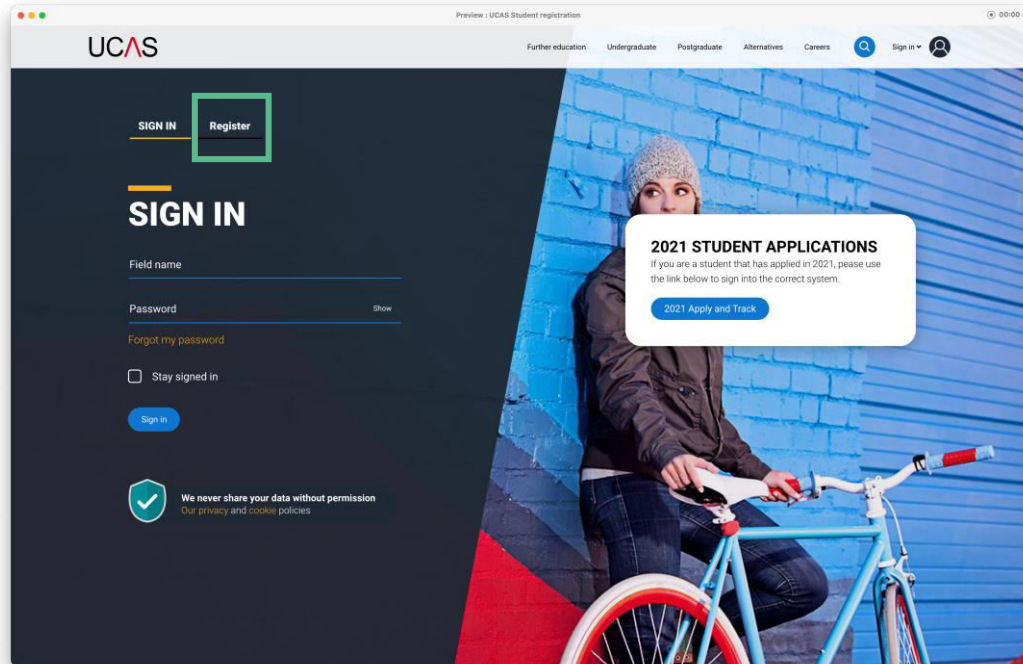 Preview : UCAS Student registration
00:00
UCAS
Further education Undergraduate Postgraduate Alternatives Careers Sign in
SIGN IN Register
SIGN IN
Field name
Password Show
Forgot my password
Stay signed in
Sign in
We never share your data without permission
Our privacy and cookie policies
2021 STUDENT APPLICATIONS
If you are a student that has applied in 2021, pease use
the link below to sign into the correct system.
2021 Apply and Track